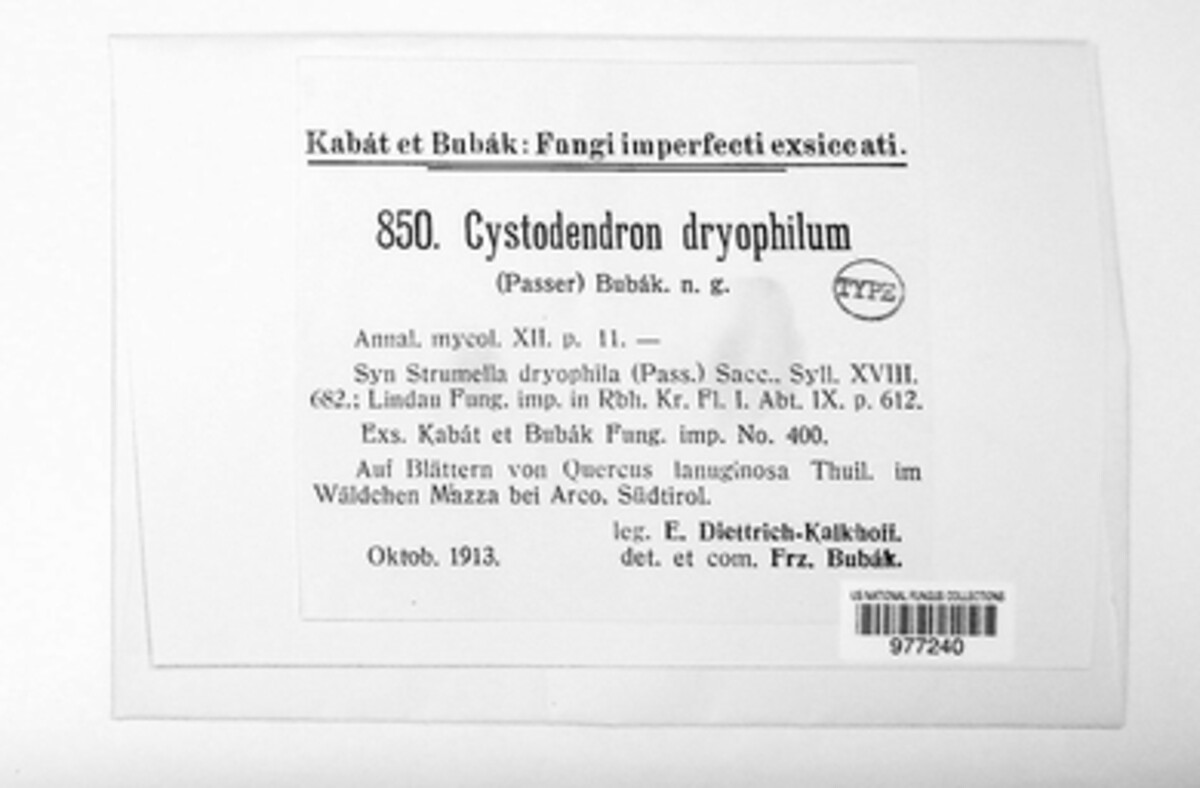 Kabát et Bubák: Fungi imperfecti exsiccati.
850. Cystodendron dryophilum
(Passer) Bubák. n. g.
TYPE
Annal. mycol. XII. p. 11. —
Syn Strumella dryophila (Pass.) Sacc., Syll. XVIII.
682.; Lindau Fung. imp. in Rbh. Kr. Fl. I. Abt. IX. p. 612.
Exs. Kabát et Bubák Fung. imp. No. 400.
Auf Blättern von Quercus lanuginosa Thuil. im
Wäldchen Mazza bei Arco, Südtirol.
leg. E. Diettrich-Kalkhoff.
Oktob. 1913. det. et com. Frz. Bubák.
US NATIONAL FUNGUS COLLECTIONS
977240